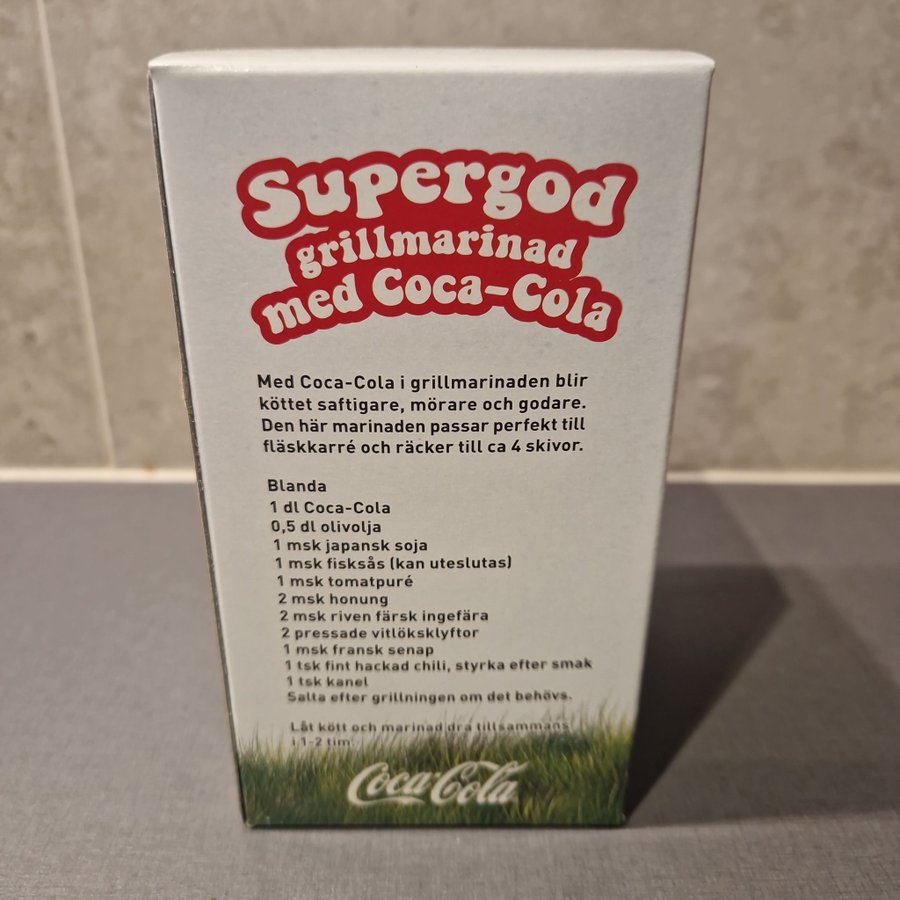 Supergod
grillmarinad
med Coca-Cola
Med Coca-Cola i grillmarinaden blir
köttet saftigare, mörare och godare.
Den här marinaden passar perfekt till
fläskkarré och räcker till ca 4 skivor.
Blanda
1 dl Coca-Cola
0,5 dl olivolja
1 msk japansk soja
1 msk fisksås (kan uteslutas)
1 msk tomatpuré
2 msk honung
2 msk riven färsk ingefära
2 pressade vitlöksklyftor
1 msk fransk senap
1 tsk fint hackad chili, styrka efter smak
1 tsk kanel
Salta efter grillningen om det behövs.
Låt kött och marinad dra tillsammans
i 1-2 tim.
Coca-Cola